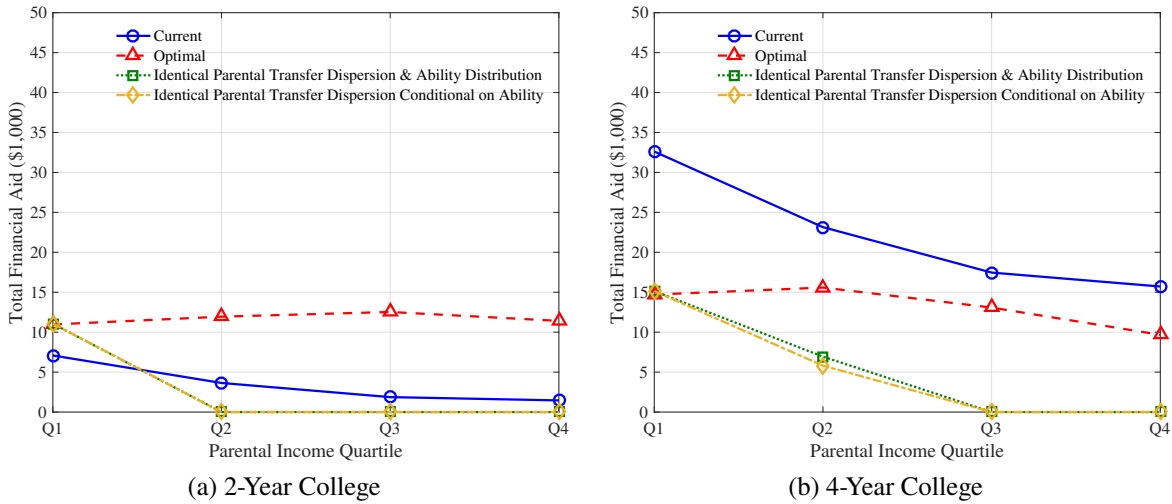 50
45
40
35
30
25
20
15
10
5
0
Total Financial Aid ($1,000)
Current
Optimal
Identical Parental Transfer Dispersion & Ability Distribution
Identical Parental Transfer Dispersion Conditional on Ability
Q1 Q2 Q3 Q4
Parental Income Quartile
(a) 2-Year College
50
45
40
35
30
25
20
15
10
5
0
Total Financial Aid ($1,000)
Current
Optimal
Identical Parental Transfer Dispersion & Ability Distribution
Identical Parental Transfer Dispersion Conditional on Ability
Q1 Q2 Q3 Q4
Parental Income Quartile
(b) 4-Year College